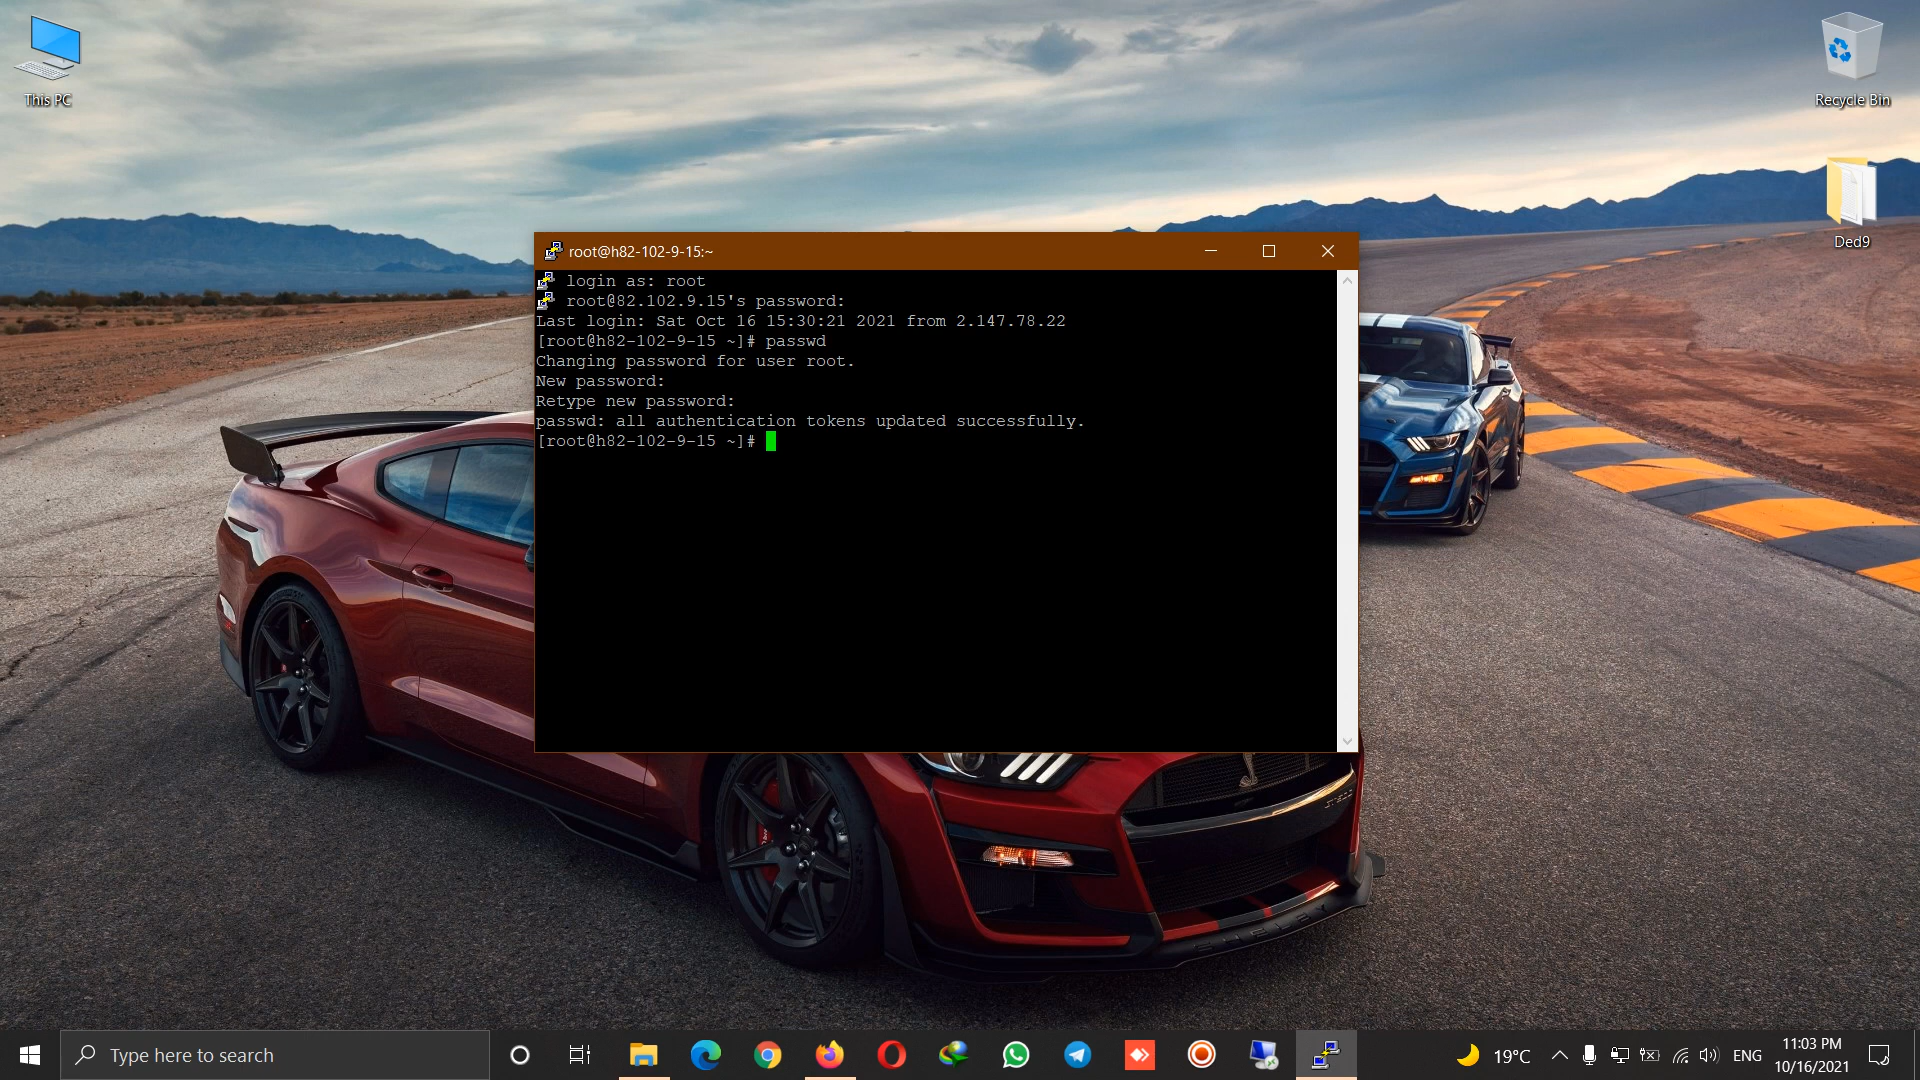 This PC
Recycle Bin
Ded9
root@h82-102-9-15:~
login as: root
root@82.102.9.15's password:
Last login: Sat Oct 16 15:30:21 2021 from 2.147.78.22
[root@h82-102-9-15 ~]# passwd
Changing password for user root.
New password:
Retype new password:
passwd: all authentication tokens updated successfully.
[root@h82-102-9-15 ~]#
SHELBY
Type here to search
19°C
ENG
11:03 PM
10/16/2021